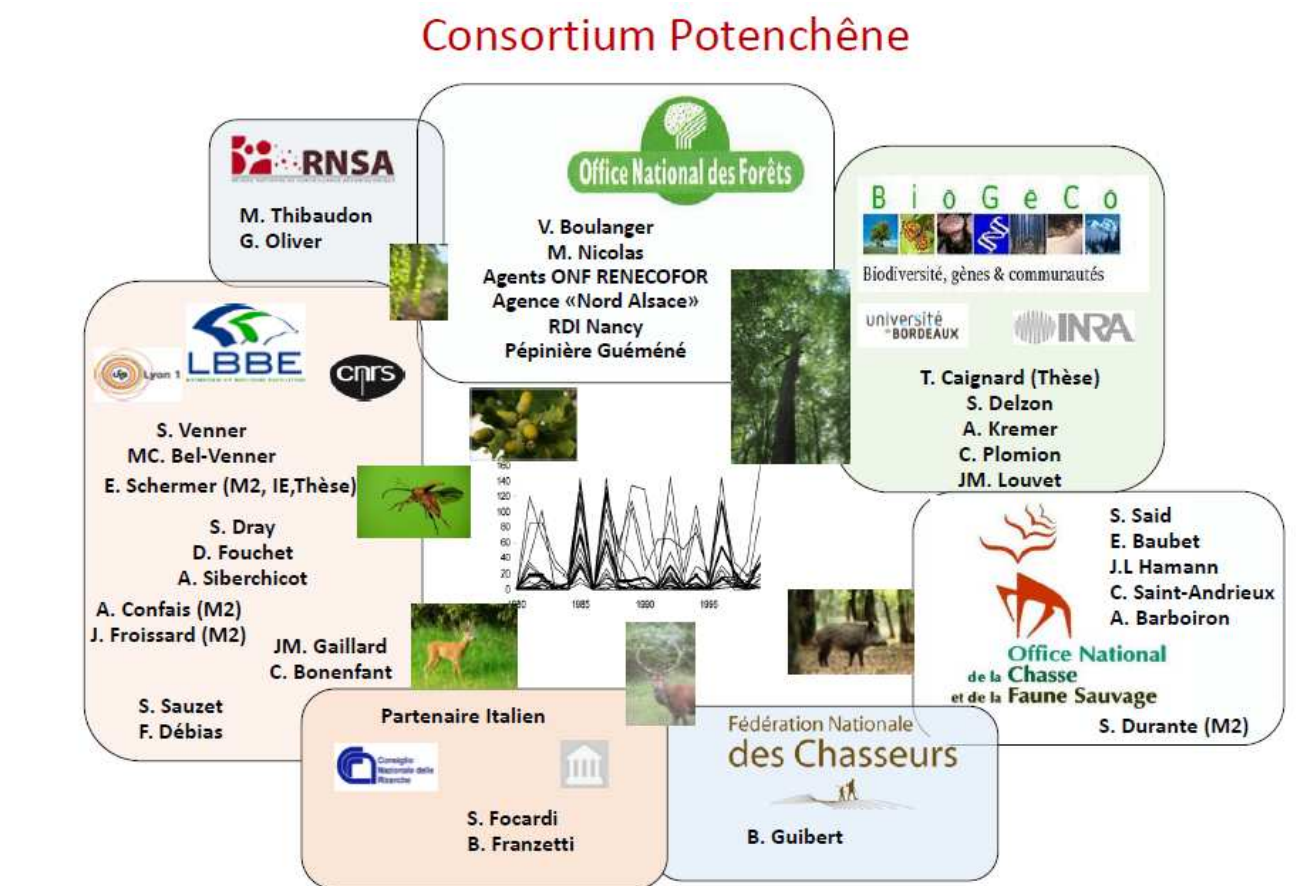 Consortium Potenchêne
RNSA
M. Thibaudon
G. Oliver
Office National des Forêts
V. Boulanger
M. Nicolas
Agents ONF RENECOFOR
Agence «Nord Alsace»
RDI Nancy
Pépinière Guéméné
B i o G e C o
Biodiversité, gènes & communautés
université
de BORDEAUX
INRA
T. Caignard (Thèse)
S. Delzon
A. Kremer
C. Plomion
JM. Louvet
LBBE
Lyon 1
cnrs
S. Venner
MC. Bel-Venner
E. Schermer (M2, IE,Thèse)
S. Dray
D. Fouchet
A. Siberchicot
A. Confais (M2)
J. Froissard (M2)
JM. Gaillard
C. Bonenfant
S. Sauzet
F. Débias
160
140
120
100
80
60
40
20
0
1980 1985 1990 1995
S. Said
E. Baubet
J.L Hamann
C. Saint-Andrieux
A. Barboiron
Office National
de la Chasse
et de la Faune Sauvage
S. Durante (M2)
Partenaire Italien
Consiglio
Nazionale delle
Ricerche
S. Focardi
B. Franzetti
Fédération Nationale
des Chasseurs
B. Guibert